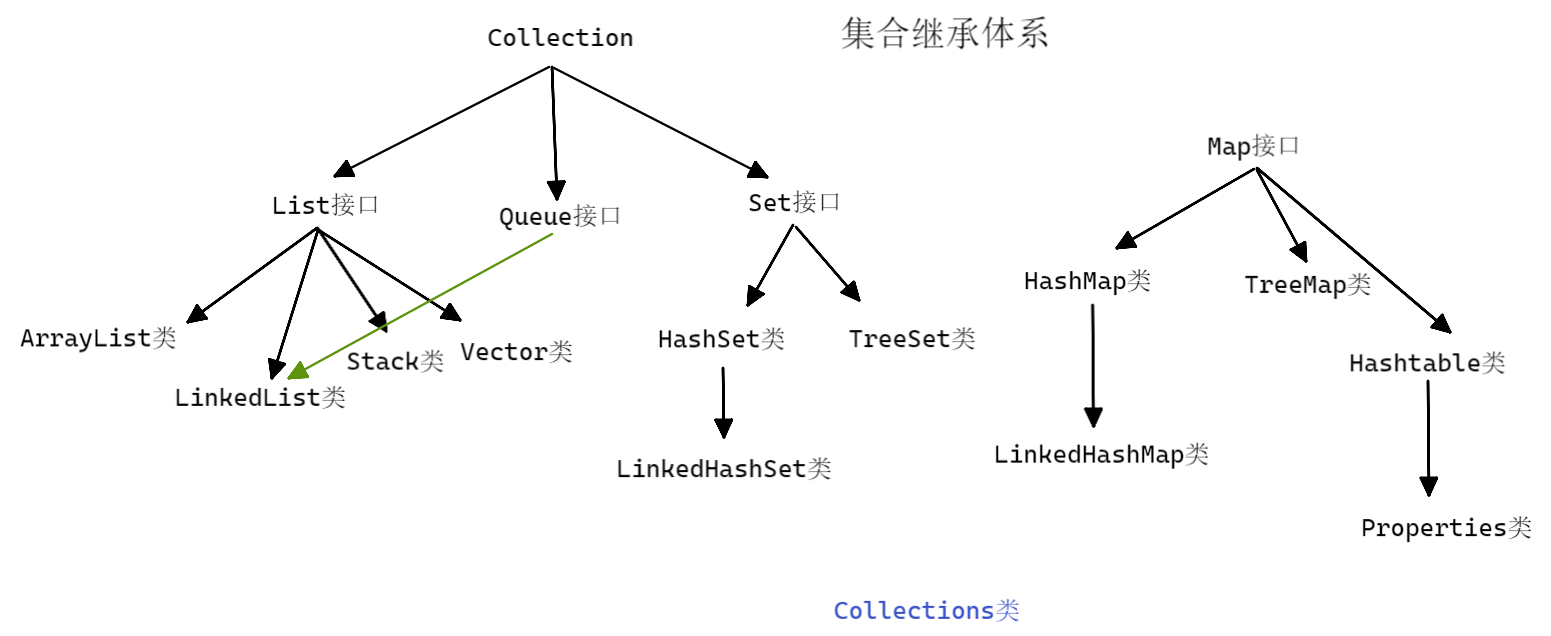 集合继承体系
Collection
Map接口
List接口
Queue接口
Set接口
HashMap类
TreeMap类
ArrayList类
LinkedList类
Stack类
Vector类
HashSet类
TreeSet类
Hashtable类
LinkedHashSet类
LinkedHashMap类
Properties类
Collections类